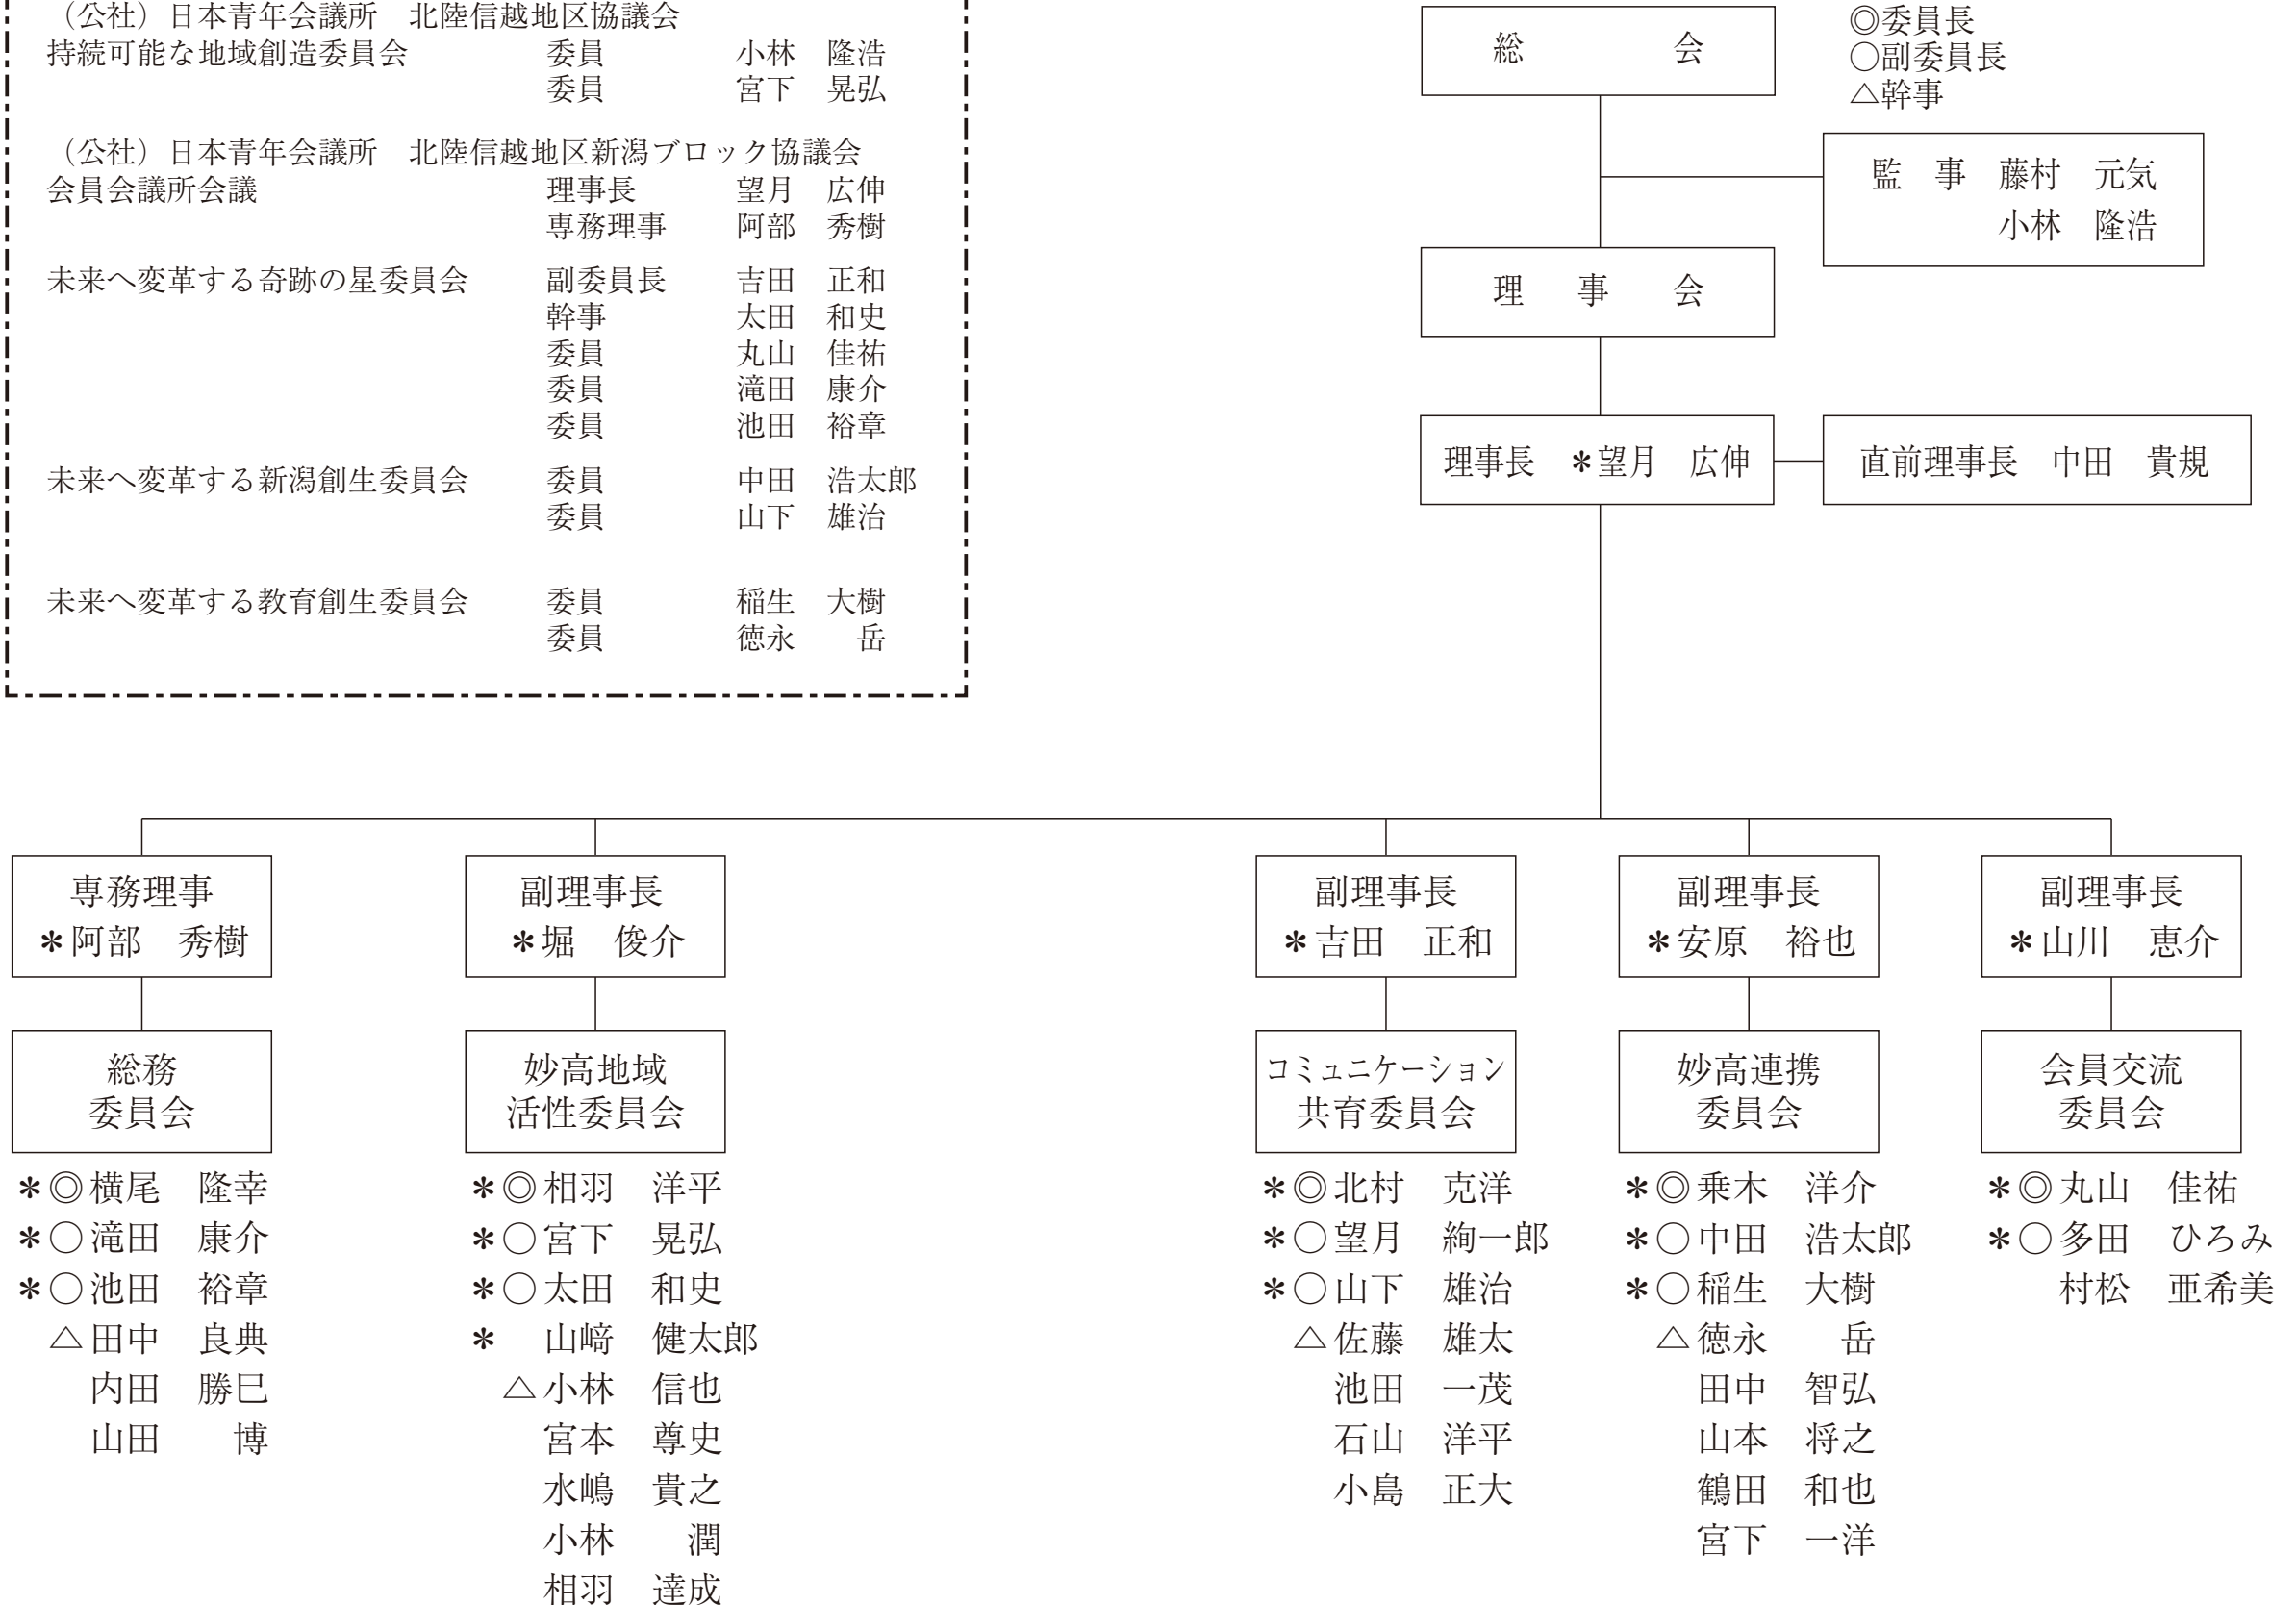 （公社）日本青年会議所　北陸信越地区協議会
持続可能な地域創造委員会　委員　小林　隆浩
委員　宮下　晃弘
（公社）日本青年会議所　北陸信越地区新潟ブロック協議会
会員会議所会議　理事長　望月　広伸
専務理事　阿部　秀樹
未来へ変革する奇跡の星委員会　副委員長　吉田　正和
幹事　太田　和史
委員　丸山　佳祐
委員　滝田　康介
委員　池田　裕章
未来へ変革する新潟創生委員会　委員　中田　浩太郎
委員　山下　雄治
未来へ変革する教育創生委員会　委員　稲生　大樹
委員　徳永　岳
総　会
◎委員長
○副委員長
△幹事
監　事　藤村　元気
小林　隆浩
理　事　会
理事長　＊望月　広伸
直前理事長　中田　貴規
専務理事
＊阿部　秀樹
総務
委員会
＊◎横尾　隆幸
＊○滝田　康介
＊○池田　裕章
△田中　良典
内田　勝巳
山田　博
副理事長
＊堀　俊介
妙高地域
活性委員会
＊◎相羽　洋平
＊○宮下　晃弘
＊○太田　和史
＊　山﨑　健太郎
△小林　信也
宮本　尊史
水嶋　貴之
小林　潤
相羽　達成
副理事長
＊吉田　正和
コミュニケーション
共育委員会
＊◎北村　克洋
＊○望月　絢一郎
＊○山下　雄治
△佐藤　雄太
池田　一茂
石山　洋平
小島　正大
副理事長
＊安原　裕也
妙高連携
委員会
＊◎乗木　洋介
＊○中田　浩太郎
＊○稲生　大樹
△徳永　岳
田中　智弘
山本　将之
鶴田　和也
宮下　一洋
副理事長
＊山川　恵介
会員交流
委員会
＊◎丸山　佳祐
＊○多田　ひろみ
村松　亜希美